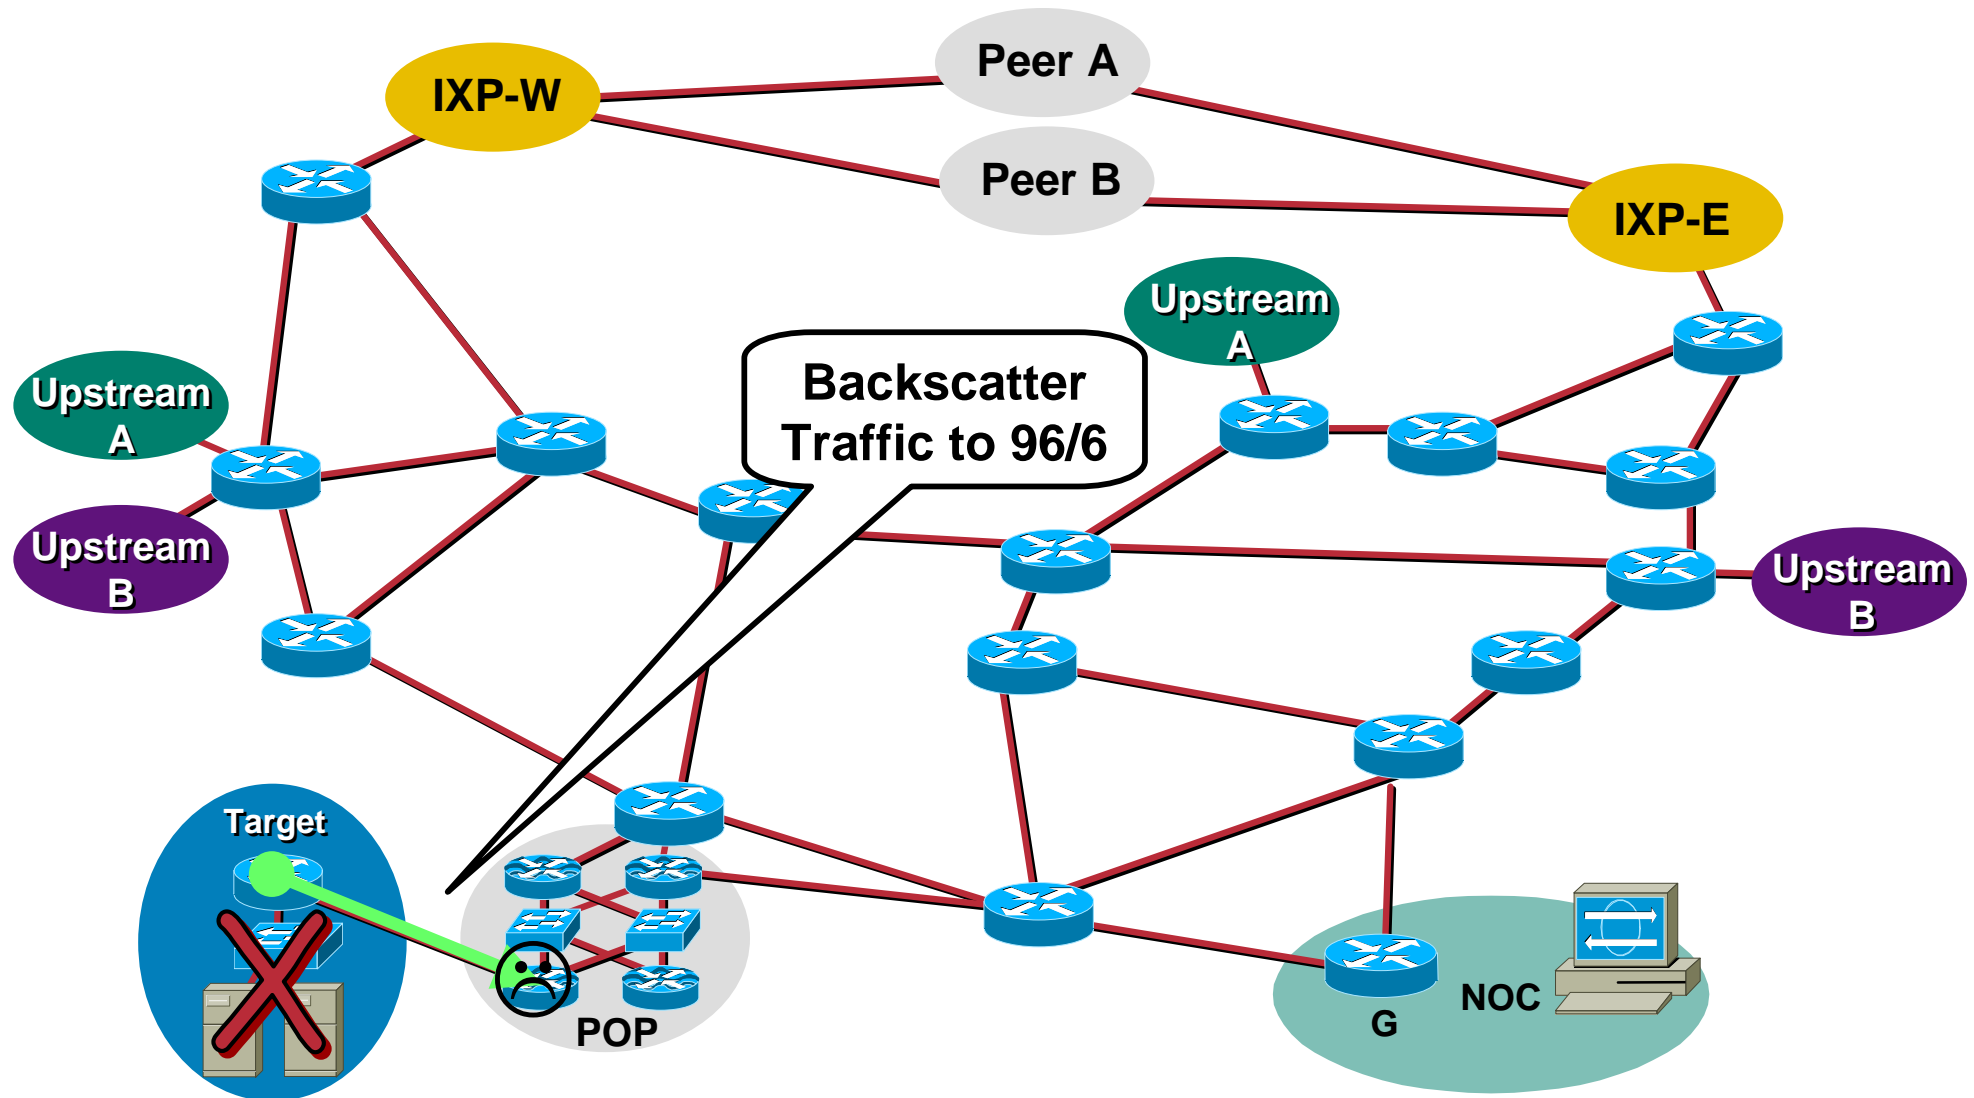 Peer A
IXP-W
Peer B
IXP-E
Upstream
A
Backscatter
Traffic to 96/6
Upstream
A
Upstream
B
Upstream
B
Target
POP
NOC
G